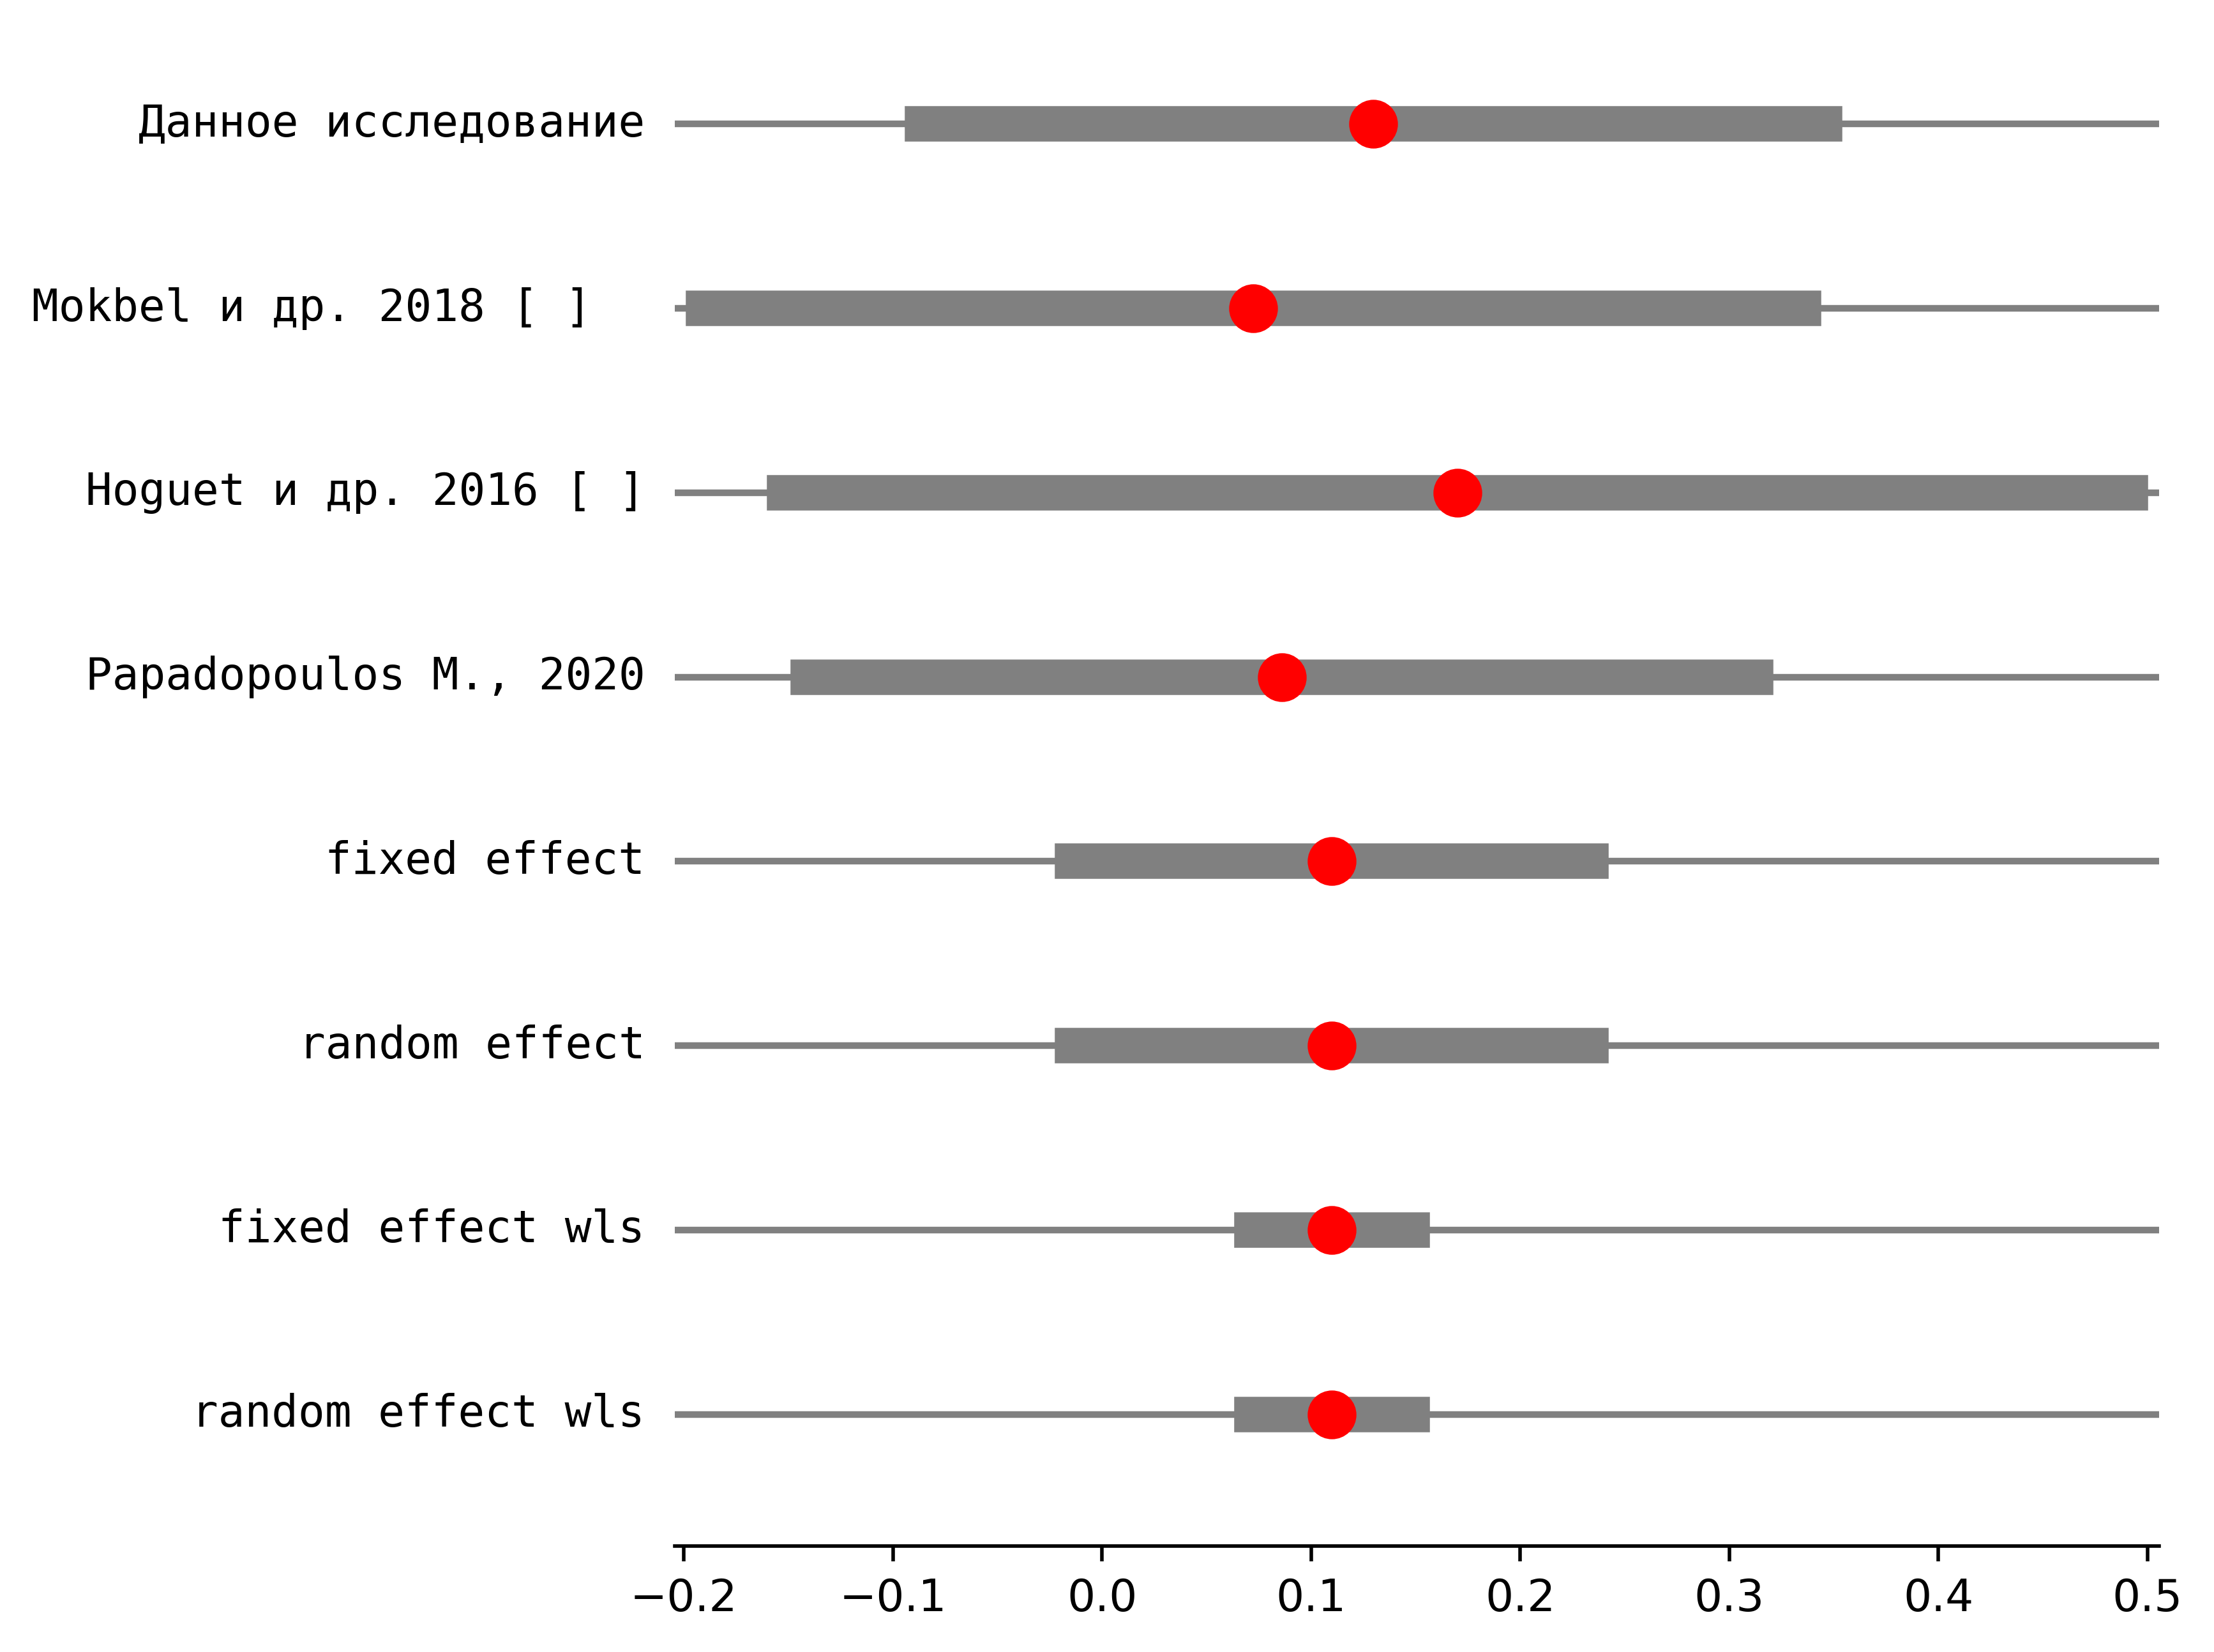 Данное исследование
Mokbel и др. 2018 [ ]
Hoguet и др. 2016 [ ]
Papadopoulos M., 2020
fixed effect
random effect
fixed effect wls
random effect wls
−0.2 −0.1 0.0 0.1 0.2 0.3 0.4 0.5